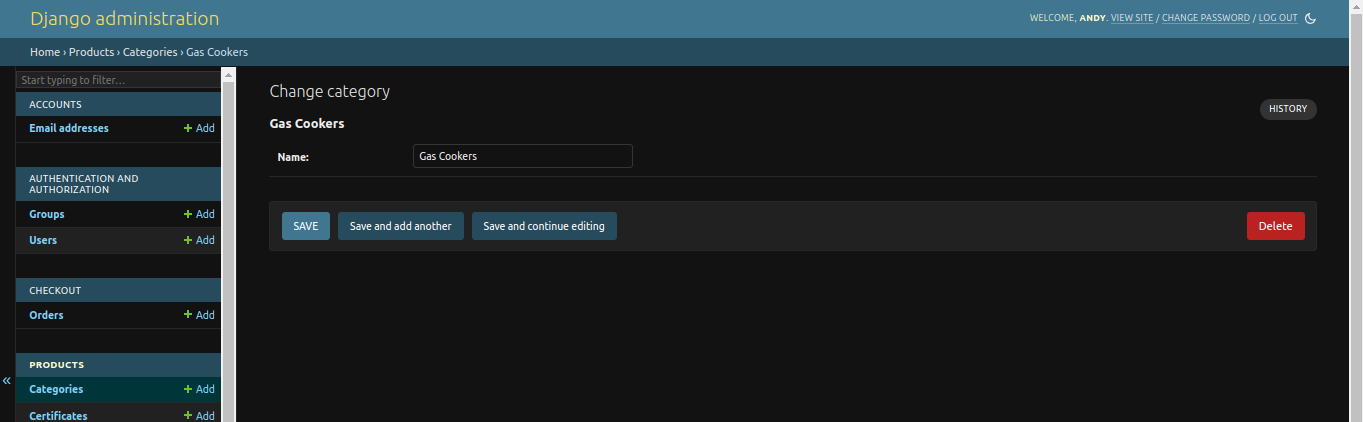 Django administration
WELCOME, ANDY. VIEW SITE / CHANGE PASSWORD / LOG OUT
Home › Products › Categories › Gas Cookers
Start typing to filter...
ACCOUNTS
Email addresses + Add
AUTHENTICATION AND
AUTHORIZATION
Groups + Add
Users + Add
CHECKOUT
Orders + Add
PRODUCTS
Categories + Add
Certificates + Add
«
Change category
HISTORY
Gas Cookers
Name: Gas Cookers
SAVE Save and add another Save and continue editing Delete